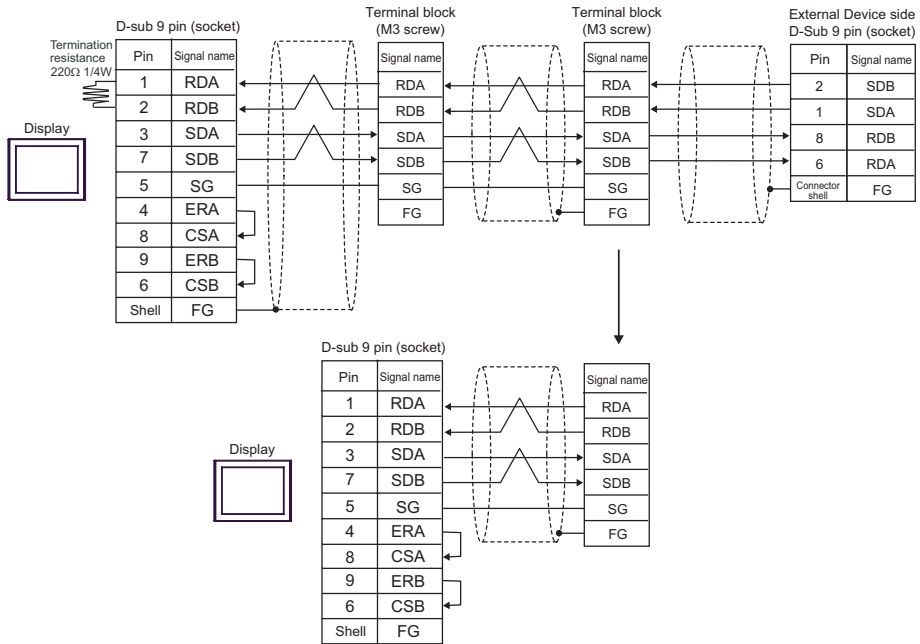 D-sub 9 pin (socket)
Termination
resistance
220Ω 1/4W
Display
Pin Signal name
1 RDA
2 RDB
3 SDA
7 SDB
5 SG
4 ERA
8 CSA
9 ERB
6 CSB
Shell FG
Terminal block
(M3 screw)
Signal name
RDA
RDB
SDA
SDB
SG
FG
Terminal block
(M3 screw)
Signal name
RDA
RDB
SDA
SDB
SG
FG
External Device side
D-Sub 9 pin (socket)
Pin Signal name
2 SDB
1 SDA
8 RDB
6 RDA
Connector
shell FG
D-sub 9 pin (socket)
Display
Pin Signal name
1 RDA
2 RDB
3 SDA
7 SDB
5 SG
4 ERA
8 CSA
9 ERB
6 CSB
Shell FG
Signal name
RDA
RDB
SDA
SDB
SG
FG